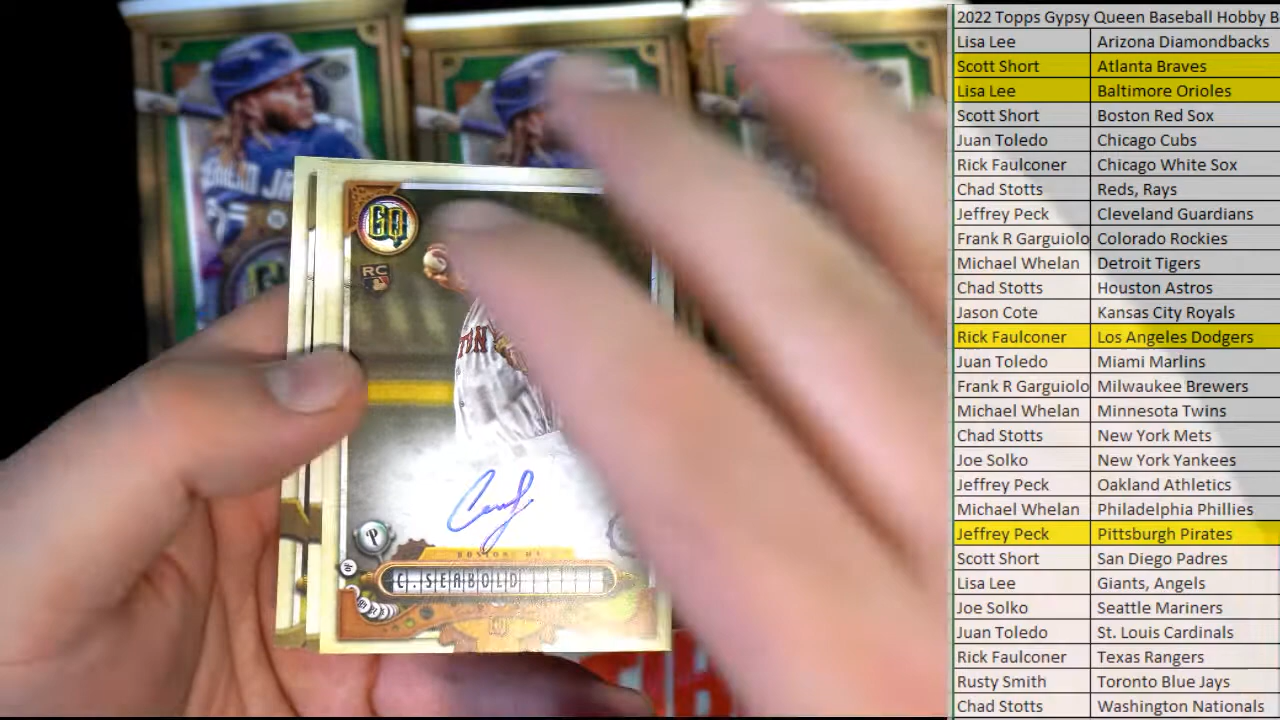 GQ
RC
TON
P
C. SEABOLD
2022 Topps Gypsy Queen Baseball Hobby B
Lisa Lee Arizona Diamondbacks
Scott Short Atlanta Braves
Lisa Lee Baltimore Orioles
Scott Short Boston Red Sox
Juan Toledo Chicago Cubs
Rick Faulconer Chicago White Sox
Chad Stotts Reds, Rays
Jeffrey Peck Cleveland Guardians
Frank R Garguiolo Colorado Rockies
Michael Whelan Detroit Tigers
Chad Stotts Houston Astros
Jason Cote Kansas City Royals
Rick Faulconer Los Angeles Dodgers
Juan Toledo Miami Marlins
Frank R Garguiolo Milwaukee Brewers
Michael Whelan Minnesota Twins
Chad Stotts New York Mets
Joe Solko New York Yankees
Jeffrey Peck Oakland Athletics
Michael Whelan Philadelphia Phillies
Jeffrey Peck Pittsburgh Pirates
Scott Short San Diego Padres
Lisa Lee Giants, Angels
Joe Solko Seattle Mariners
Juan Toledo St. Louis Cardinals
Rick Faulconer Texas Rangers
Rusty Smith Toronto Blue Jays
Chad Stotts Washington Nationals